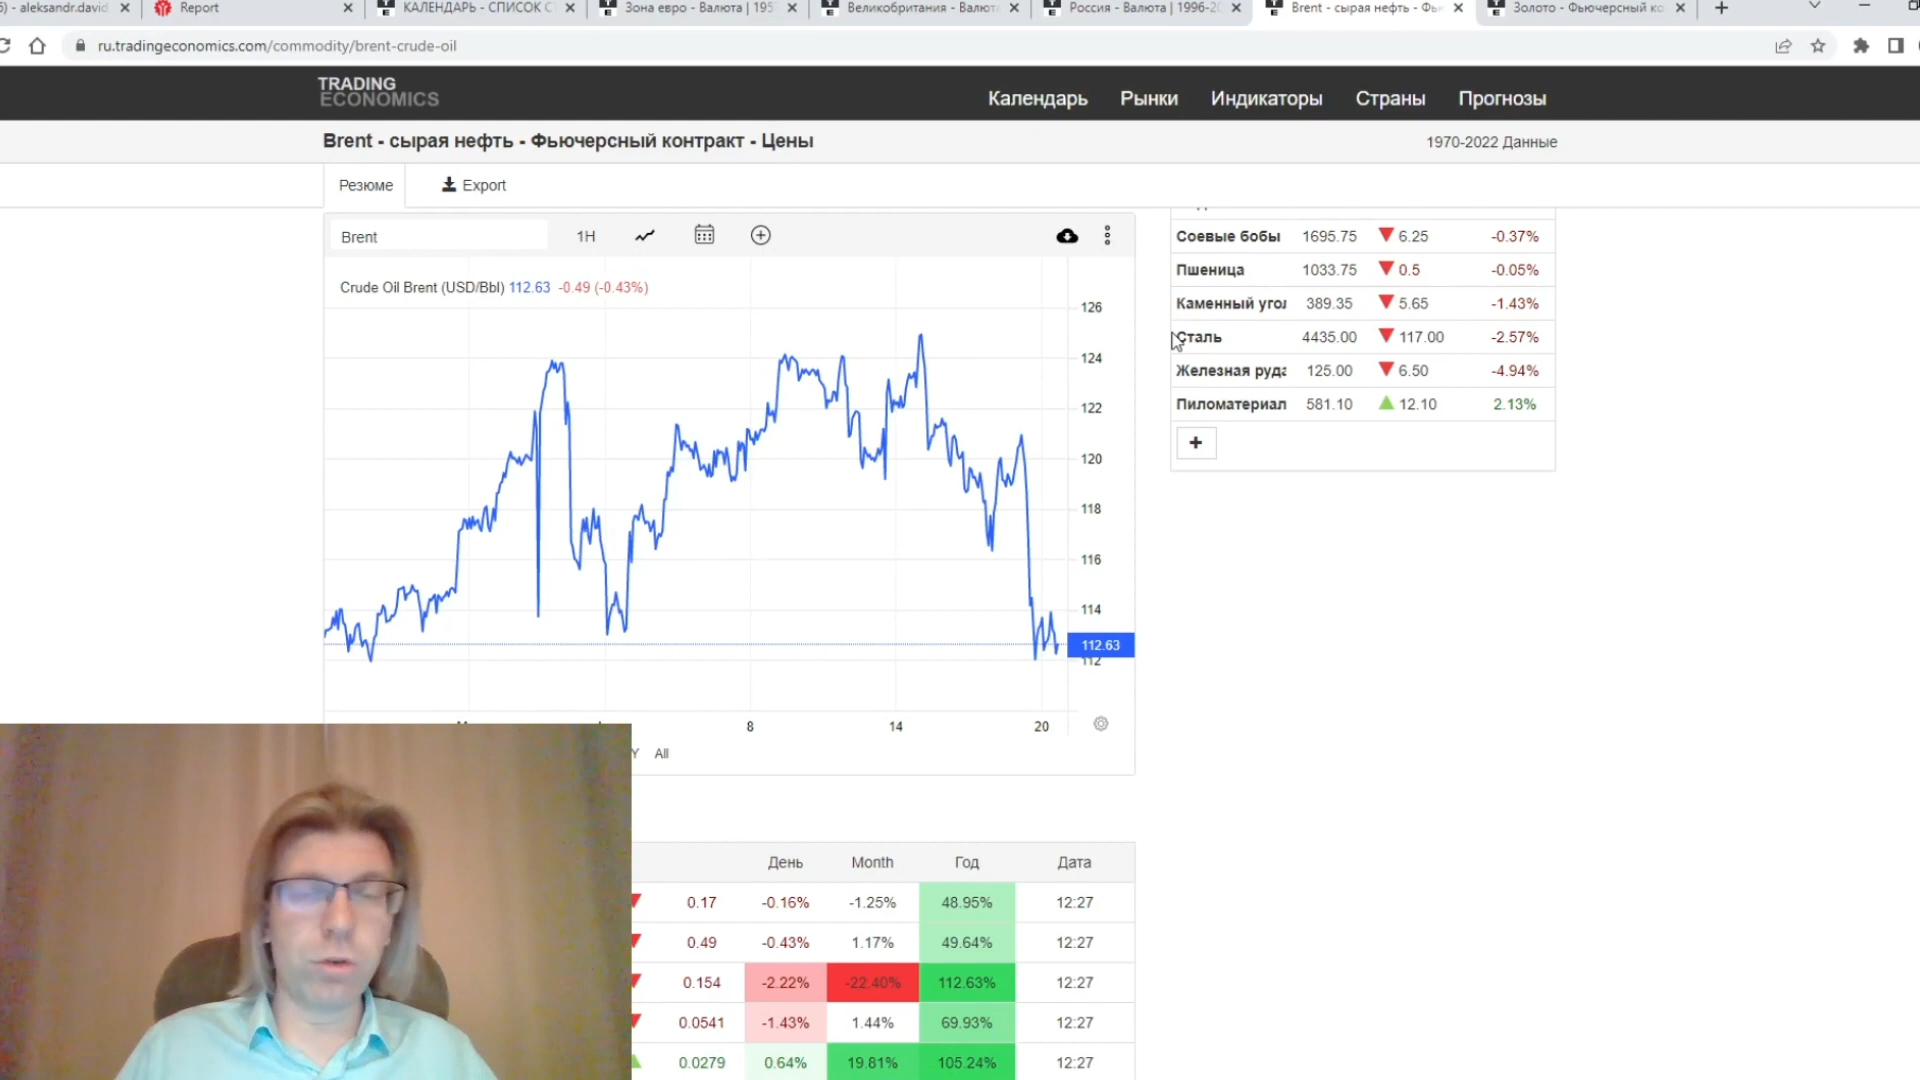 5) - aleksandr.david
Report
КАЛЕНДАРЬ - СПИСОК С
Зона евро - Валюта | 195
Великобритания - Валют
Россия - Валюта | 1996-20
Brent - сырая нефть - Фь
Золото - Фьючерсный ко
ru.tradingeconomics.com/commodity/brent-crude-oil
TRADING
ECONOMICS
Календарь Рынки Индикаторы Страны Прогнозы
Brent - сырая нефть - Фьючерсный контракт - Цены
1970-2022 Данные
Резюме Export
Brent 1H
Crude Oil Brent (USD/Bbl) 112.63 -0.49 (-0.43%)
126
124
122
120
118
116
114
112.63
112
8 14 20
Y All
Соевые бобы 1695.75 6.25 -0.37%
Пшеница 1033.75 0.5 -0.05%
Каменный угол 389.35 5.65 -1.43%
Сталь 4435.00 117.00 -2.57%
Железная руда 125.00 6.50 -4.94%
Пиломатериал 581.10 12.10 2.13%
+
День Month Год Дата
0.17 -0.16% -1.25% 48.95% 12:27
0.49 -0.43% 1.17% 49.64% 12:27
0.154 -2.22% -22.40% 112.63% 12:27
0.0541 -1.43% 1.44% 69.93% 12:27
0.0279 0.64% 19.81% 105.24% 12:27